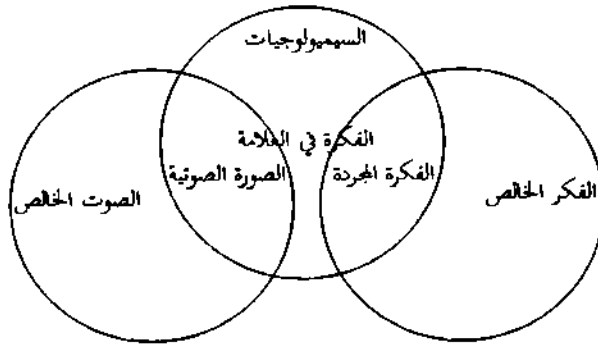 السيميولوجيات
الفكرة في العلامة
الفكرة المجردة
الصورة الصوتية
الفكر الخالص
الصوت الخالص